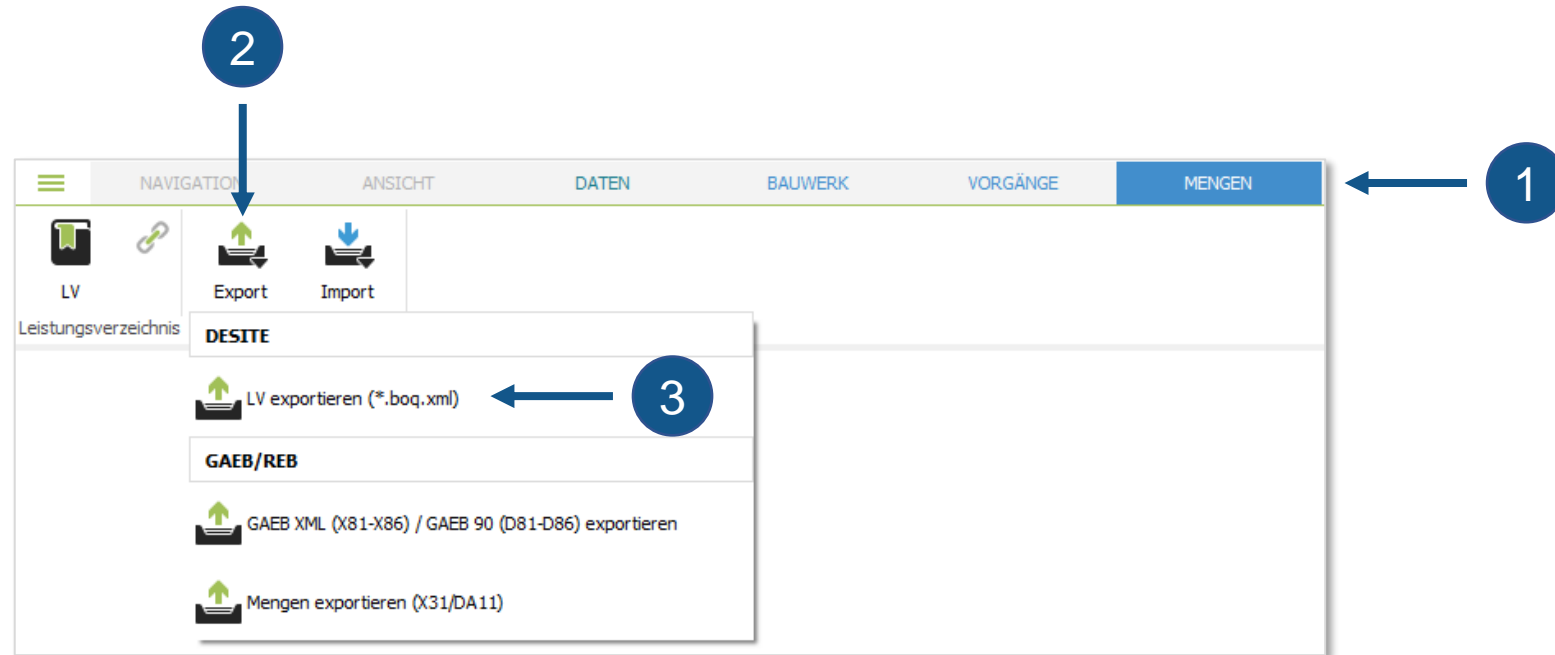 2
NAVIGATION ANSICHT DATEN BAUWERK VORGÄNGE MENGEN
1
LV Export Import
Leistungsverzeichnis
DESITE
LV exportieren (*.boq.xml)
3
GAEB/REB
GAEB XML (X81-X86) / GAEB 90 (D81-D86) exportieren
Mengen exportieren (X31/DA11)